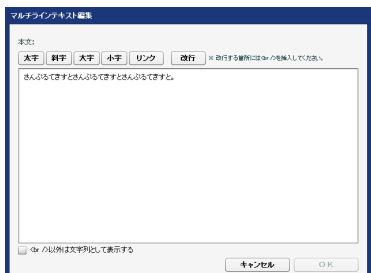 マルチラインテキスト編集
本文:
太字 斜字 大字 小字 リンク 改行 ※ 改行する箇所には<br />を挿入してください。
さんぷるてきすとさんぷるてきすとさんぷるてきすと。
<br />以外は文字列として表示する
キャンセル OK